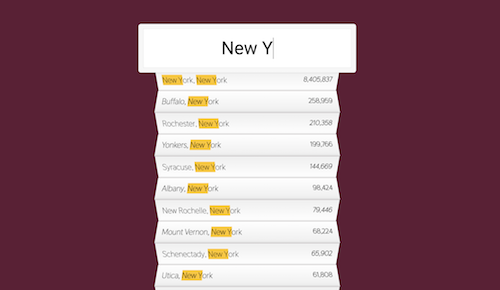 New Y
New York, New York 8,405,837
Buffalo, New York 258,959
Rochester, New York 210,358
Yonkers, New York 199,766
Syracuse, New York 144,669
Albany, New York 98,424
New Rochelle, New York 79,446
Mount Vernon, New York 68,224
Schenectady, New York 65,902
Utica, New York 61,808